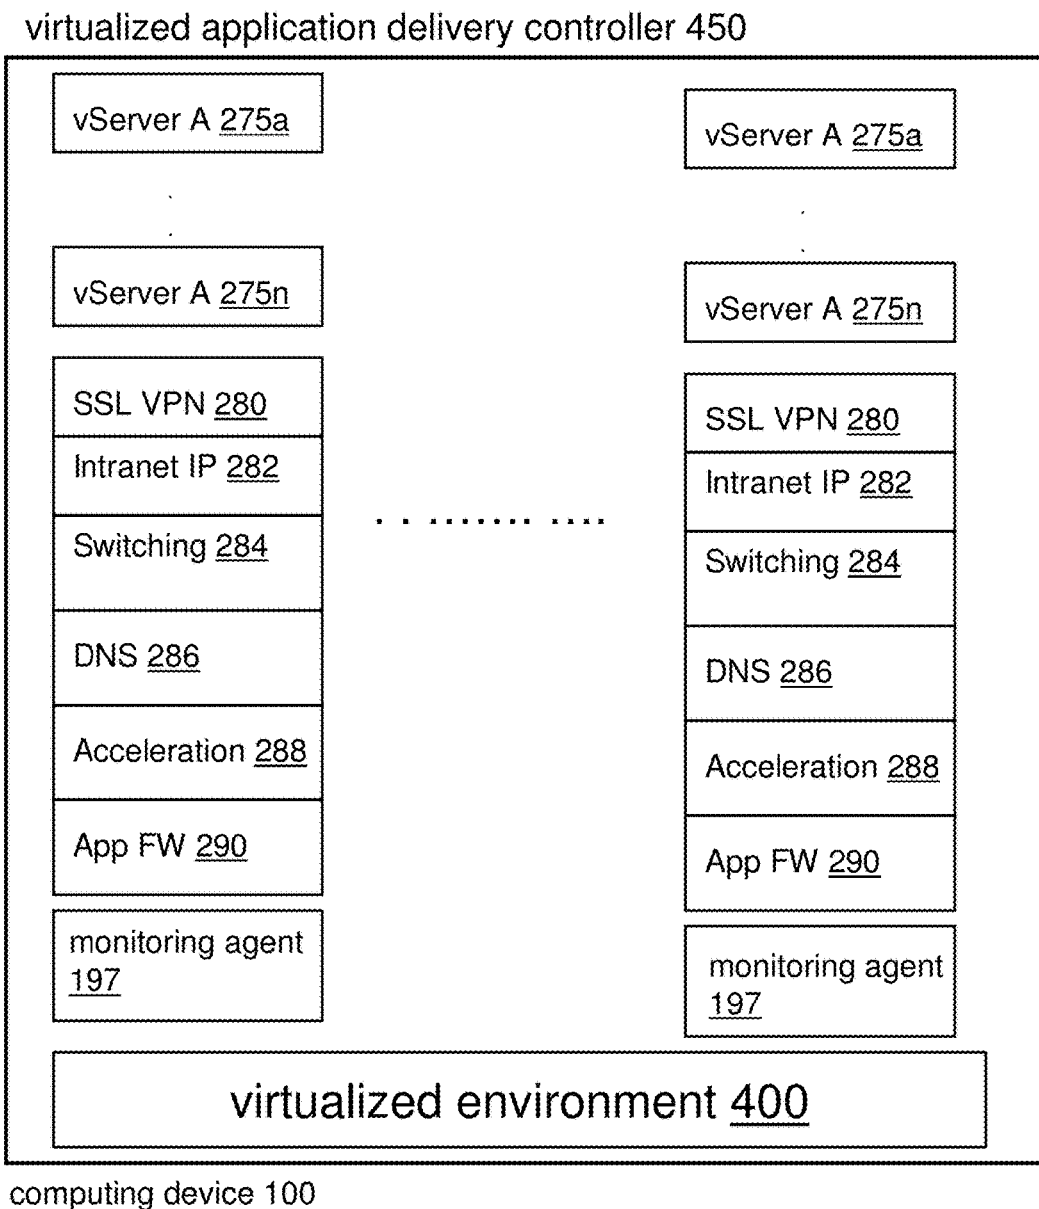 virtualized application delivery controller 450
vServer A 275a
vServer A 275n
SSL VPN 280
Intranet IP 282
Switching 284
DNS 286
Acceleration 288
App FW 290
monitoring agent
197
vServer A 275a
vServer A 275n
SSL VPN 280
Intranet IP 282
Switching 284
DNS 286
Acceleration 288
App FW 290
monitoring agent
197
virtualized environment 400
computing device 100